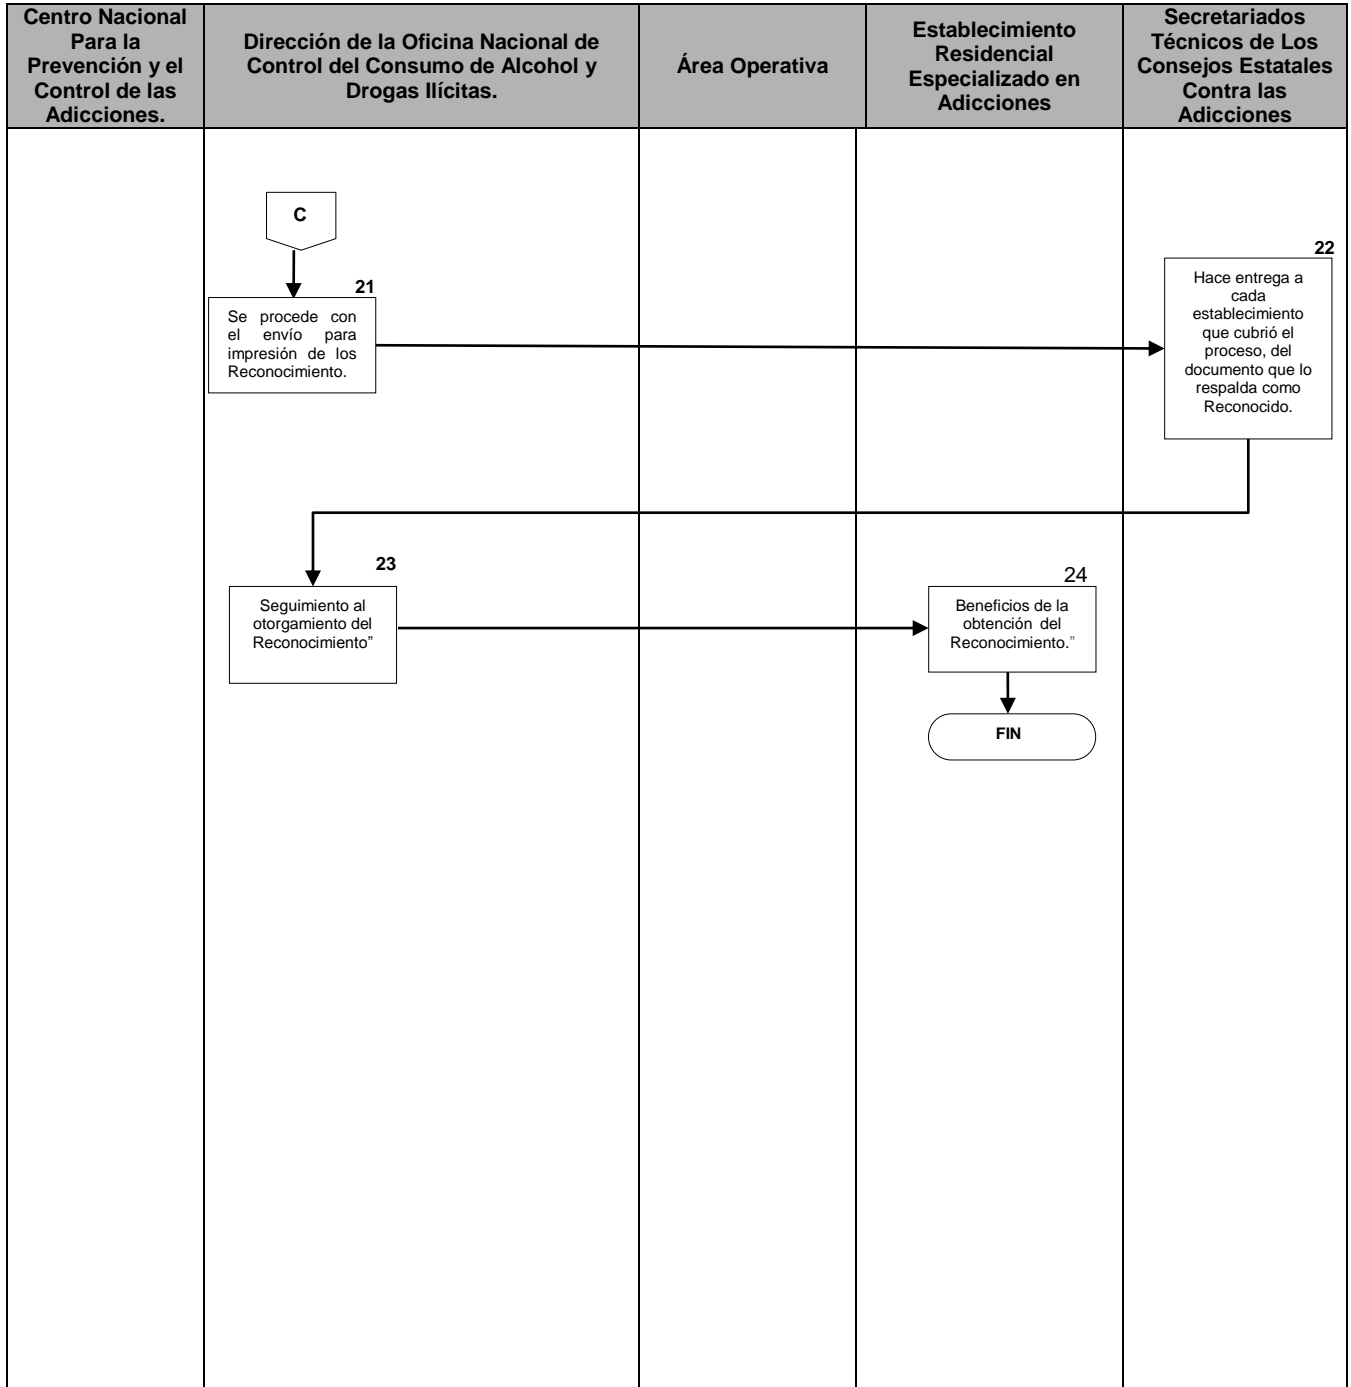 Centro Nacional
Para la
Prevención y el
Control de las
Adicciones.
Dirección de la Oficina Nacional de
Control del Consumo de Alcohol y
Drogas Ilícitas.
Área Operativa
Establecimiento
Residencial
Especializado en
Adicciones
Secretariados
Técnicos de Los
Consejos Estatales
Contra las
Adicciones
C
21
Se procede con
el envío para
impresión de los
Reconocimiento.
22
Hace entrega a
cada
establecimiento
que cubrió el
proceso, del
documento que lo
respalda como
Reconocido.
23
Seguimiento al
otorgamiento del
Reconocimiento”
24
Beneficios de la
obtención del
Reconocimiento.”
FIN